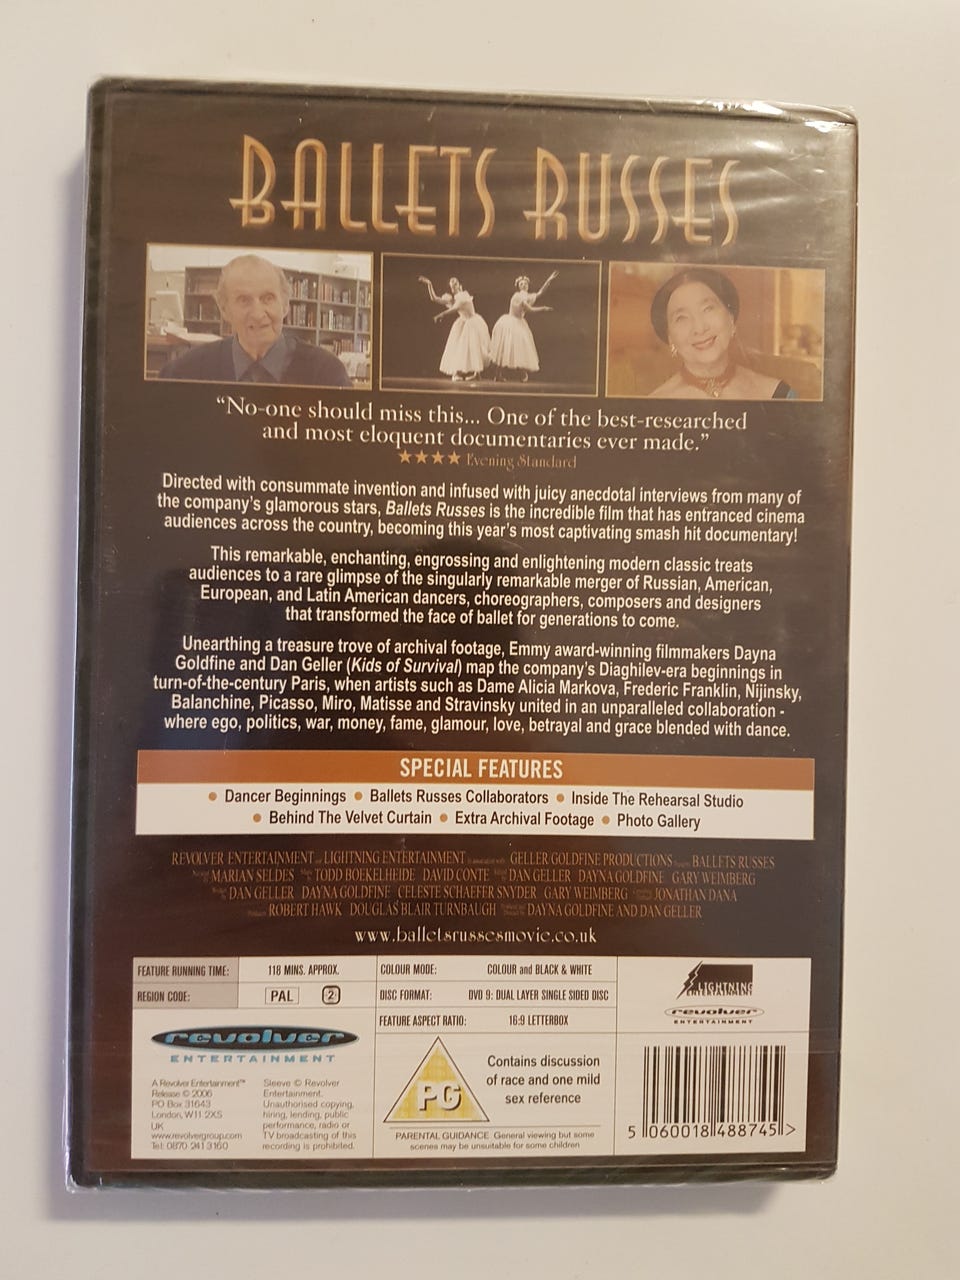 BALLETS RUSSES
“No-one should miss this... One of the best-researched
and most eloquent documentaries ever made.”
★★★★ Evening Standard
Directed with consummate invention and infused with juicy anecdotal interviews from many of
the company's glamorous stars, Ballets Russes is the incredible film that has entranced cinema
audiences across the country, becoming this year's most captivating smash hit documentary!
This remarkable, enchanting, engrossing and enlightening modern classic treats
audiences to a rare glimpse of the singularly remarkable merger of Russian, American,
European, and Latin American dancers, choreographers, composers and designers
that transformed the face of ballet for generations to come.
Unearthing a treasure trove of archival footage, Emmy award-winning filmmakers Dayna
Goldfine and Dan Geller (Kids of Survival) map the company's Diaghilev-era beginnings in
turn-of-the-century Paris, when artists such as Dame Alicia Markova, Frederic Franklin, Nijinsky,
Balanchine, Picasso, Miro, Matisse and Stravinsky united in an unparalleled collaboration -
where ego, politics, war, money, fame, glamour, love, betrayal and grace blended with dance.
SPECIAL FEATURES
• Dancer Beginnings • Ballets Russes Collaborators • Inside The Rehearsal Studio
• Behind The Velvet Curtain • Extra Archival Footage • Photo Gallery
REVOLVER ENTERTAINMENT LIGHTNING ENTERTAINMENT GELLER GOLDFINE PRODUCTIONS BALLETS RUSSES
MARIAN SELDES TODD BOEKELHEIDE DAVID CONTE DAN GELLER DAYNA GOLDFINE GARY WEIMBERG
DAN GELLER DAYNA GOLDFINE CELESTE SCHAEFER SNYDER GARY WEIMBERG JONATHAN DANA
ROBERT HAWK DOUGLAS BLAIR TURNBAUGH DAYNA GOLDFINE AND DAN GELLER
www.balletsrussesmovie.co.uk
FEATURE RUNNING TIME: 118 MINS. APPROX.
REGION CODE: PAL 2
COLOUR MODE: COLOUR and BLACK & WHITE
DISC FORMAT: DVD 9: DUAL LAYER SINGLE SIDED DISC
FEATURE ASPECT RATIO: 16:9 LETTERBOX
LIGHTNING
ENTERTAINMENT
revolver
ENTERTAINMENT
revolver
ENTERTAINMENT
A Revolver Entertainment™
Release © 2006
PO Box 31643
London, W11 2XS
UK
www.revolvergroup.com
Tel: 0870 241 3160
Sleeve © Revolver
Entertainment.
Unauthorised copying,
hiring, lending, public
performance, radio or
TV broadcasting of this
recording is prohibited.
PG
Contains discussion
of race and one mild
sex reference
PARENTAL GUIDANCE General viewing but some
scenes may be unsuitable for some children
5 060018 488745 >